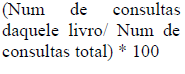 (Num de consultas
daquele livro/ Num de
consultas total) * 100